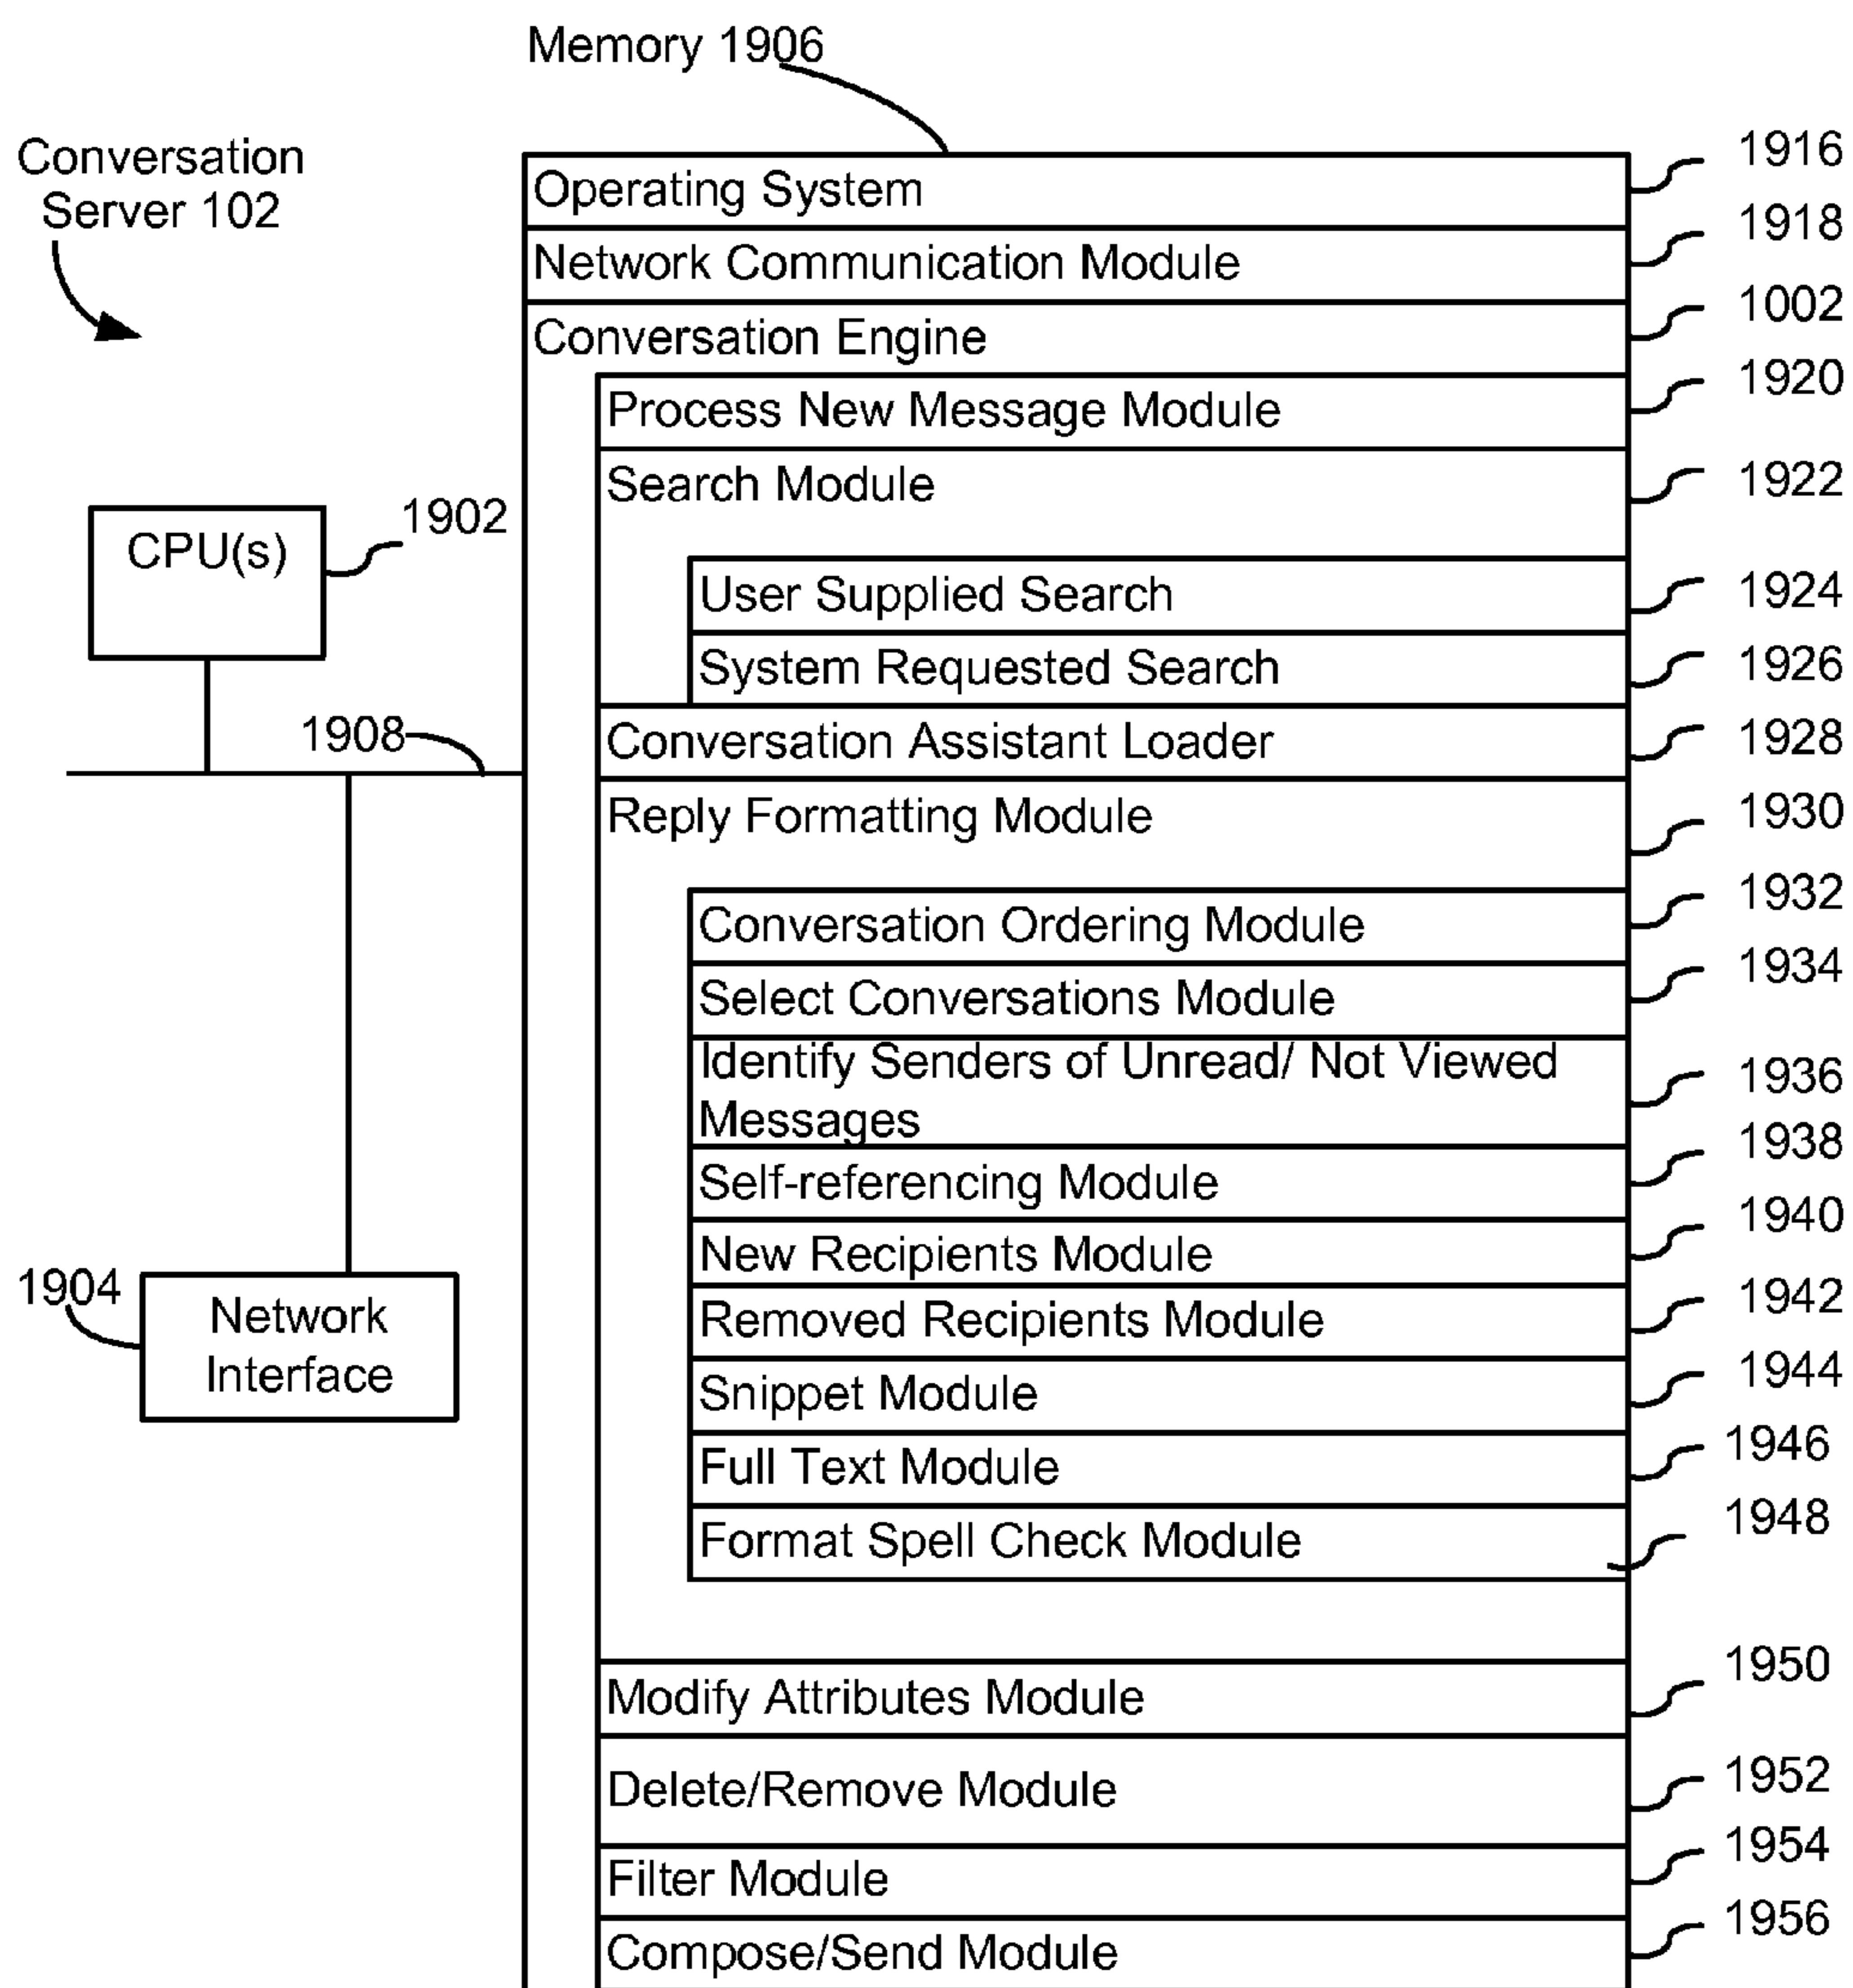 Memory 1906
Conversation
Server 102
Operating System
1916
Network Communication Module
1918
Conversation Engine
1002
Process New Message Module
1920
Search Module
1922
CPU(s)
1902
User Supplied Search
1924
System Requested Search
1926
1908
Conversation Assistant Loader
1928
Reply Formatting Module
1930
Conversation Ordering Module
1932
Select Conversations Module
1934
Identify Senders of Unread/ Not Viewed
Messages
1936
Self-referencing Module
1938
New Recipients Module
1940
1904
Network
Interface
Removed Recipients Module
1942
Snippet Module
1944
Full Text Module
1946
Format Spell Check Module
1948
Modify Attributes Module
1950
Delete/Remove Module
1952
Filter Module
1954
Compose/Send Module
1956